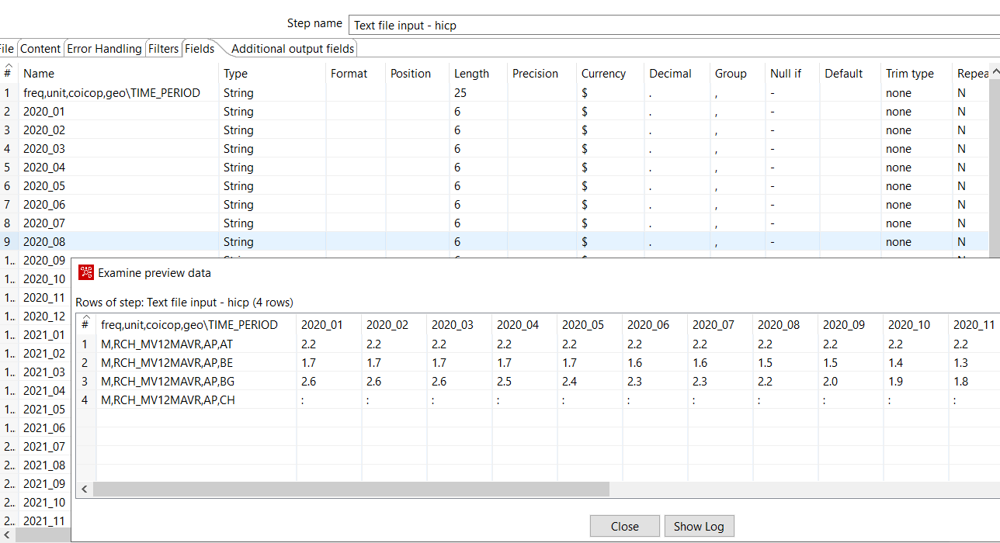 Step name Text file input - hicp
File Content Error Handling Filters Fields Additional output fields
# Name Type Format Position Length Precision Currency Decimal Group Null if Default Trim type Repea
1 freq,unit,coicop,geo\TIME_PERIOD String 25 $ . , - none N
2 2020_01 String 6 $ . , - none N
3 2020_02 String 6 $ . , - none N
4 2020_03 String 6 $ . , - none N
5 2020_04 String 6 $ . , - none N
6 2020_05 String 6 $ . , - none N
7 2020_06 String 6 $ . , - none N
8 2020_07 String 6 $ . , - none N
9 2020_08 String 6 $ . , - none N
1.. 2020_09
1.. 2020_10
1.. 2020_11
1.. 2020_12
1.. 2021_01
1.. 2021_02
1.. 2021_03
1.. 2021_04
1.. 2021_05
1.. 2021_06
2.. 2021_07
2.. 2021_08
2.. 2021_09
2.. 2021_10
2.. 2021_11
Examine preview data
Rows of step: Text file input - hicp (4 rows)
# freq,unit,coicop,geo\TIME_PERIOD 2020_01 2020_02 2020_03 2020_04 2020_05 2020_06 2020_07 2020_08 2020_09 2020_10 2020_11
1 M,RCH_MV12MAVR,AP,AT 2.2 2.2 2.2 2.2 2.2 2.2 2.2 2.2 2.2 2.2 2.2
2 M,RCH_MV12MAVR,AP,BE 1.7 1.7 1.7 1.7 1.7 1.6 1.6 1.5 1.5 1.4 1.3
3 M,RCH_MV12MAVR,AP,BG 2.6 2.6 2.6 2.5 2.4 2.3 2.3 2.2 2.0 1.9 1.8
4 M,RCH_MV12MAVR,AP,CH : : : : : : : : : : :
Close Show Log